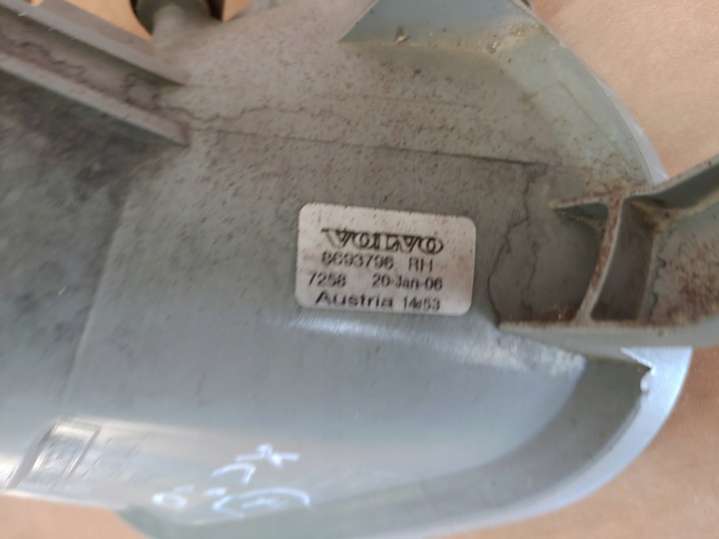 VOLVO
8693796 RH
7258 20-Jan-06
Austria 14:53